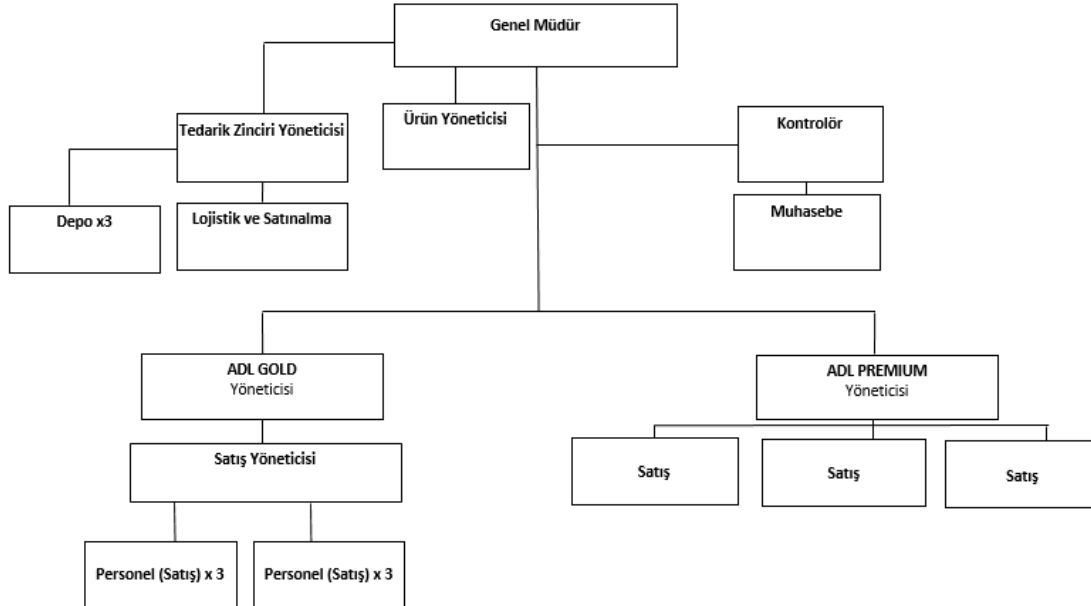 Genel Müdür
Tedarik Zinciri Yöneticisi
Ürün Yöneticisi
Kontrolör
Depo x3
Lojistik ve Satınalma
Muhasebe
ADL GOLD
Yöneticisi
ADL PREMIUM
Yöneticisi
Satış Yöneticisi
Satış
Satış
Satış
Personel (Satış) x 3
Personel (Satış) x 3